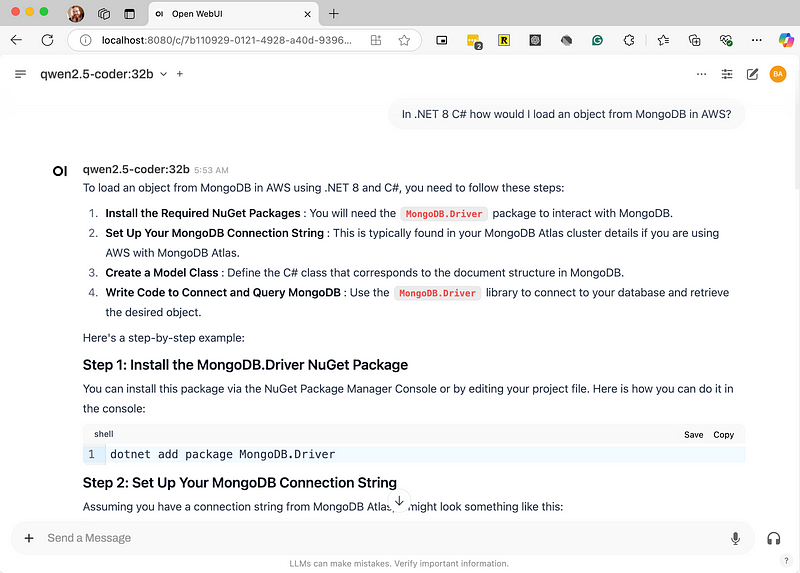 OI Open WebUI
localhost:8080/c/7b110929-0121-4928-a40d-9396...
2
R
qwen2.5-coder:32b
BA
In .NET 8 C# how would I load an object from MongoDB in AWS?
OI qwen2.5-coder:32b 5:53 AM
To load an object from MongoDB in AWS using .NET 8 and C#, you need to follow these steps:
1. Install the Required NuGet Packages : You will need the MongoDB.Driver package to interact with MongoDB.
2. Set Up Your MongoDB Connection String : This is typically found in your MongoDB Atlas cluster details if you are using
AWS with MongoDB Atlas.
3. Create a Model Class : Define the C# class that corresponds to the document structure in MongoDB.
4. Write Code to Connect and Query MongoDB : Use the MongoDB.Driver library to connect to your database and retrieve
the desired object.
Here's a step-by-step example:
Step 1: Install the MongoDB.Driver NuGet Package
You can install this package via the NuGet Package Manager Console or by editing your project file. Here is how you can do it in
the console:
shell Save Copy
1 dotnet add package MongoDB.Driver
Step 2: Set Up Your MongoDB Connection String
Assuming you have a connection string from MongoDB Atlas, might look something like this:
+ Send a Message
LLMs can make mistakes. Verify important information.
?